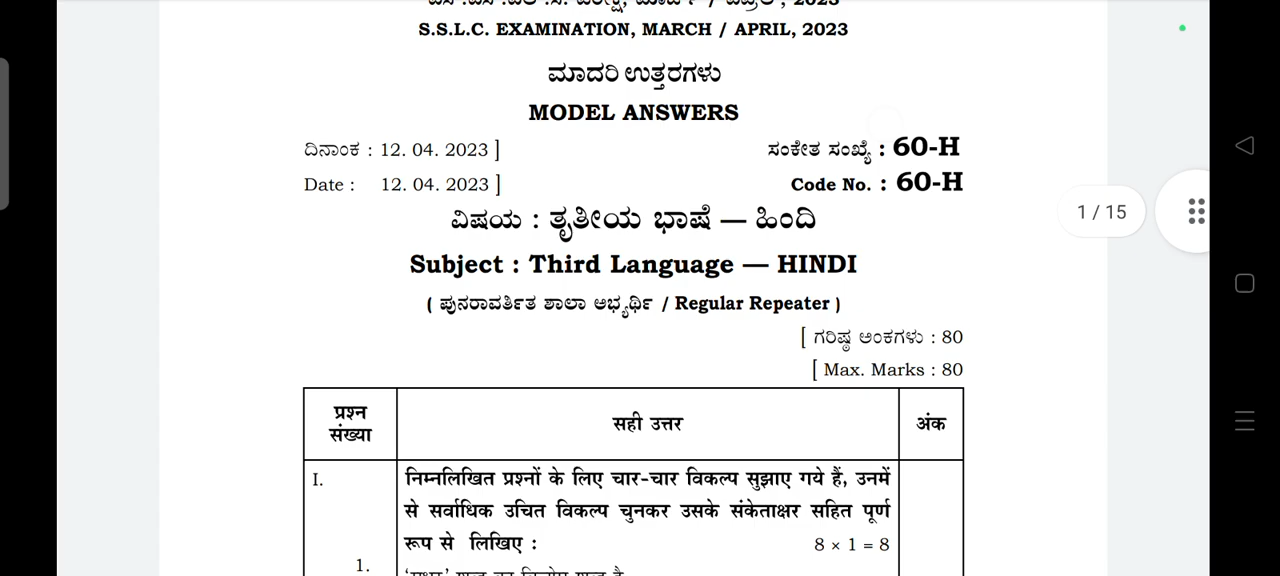 2023
S.S.L.C. EXAMINATION, MARCH / APRIL, 2023
ಮಾದರಿ ಉತ್ತರಗಳು
MODEL ANSWERS
ದಿನಾಂಕ : 12. 04. 2023 ] ಸಂಕೇತ ಸಂಖ್ಯೆ : 60-H
Date : 12. 04. 2023 ] Code No. : 60-H
1 / 15
ವಿಷಯ : ತೃತೀಯ ಭಾಷೆ — ಹಿಂದಿ
Subject : Third Language — HINDI
( ಪುನರಾವರ್ತಿತ ಶಾಲಾ ಅಭ್ಯರ್ಥಿ / Regular Repeater )
[ ಗರಿಷ್ಠ ಅಂಕಗಳು : 80
[ Max. Marks : 80
प्रश्न संख्या सही उत्तर अंक
I. निम्नलिखित प्रश्नों के लिए चार-चार विकल्प सुझाए गये हैं, उनमें
से सर्वाधिक उचित विकल्प चुनकर उसके संकेताक्षर सहित पूर्ण
रूप से लिखिए : 8 × 1 = 8
1.